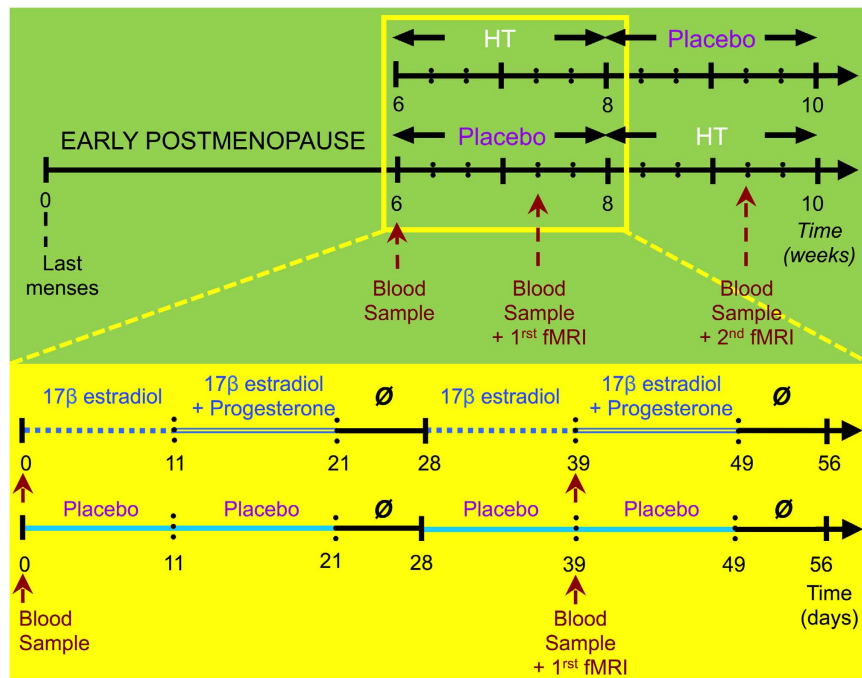 HT Placebo
6 8 10
EARLY POSTMENOPAUSE
Placebo HT
0 6 8 10
Last
menses
Time
(weeks)
Blood
Sample
Blood
Sample
+ 1rst fMRI
Blood
Sample
+ 2nd fMRI
17β estradiol
17β estradiol
+ Progesterone
Ø
17β estradiol
17β estradiol
+ Progesterone
Ø
0 11 21 28 39 49 56
Placebo Placebo Ø Placebo Placebo Ø
0 11 21 28 39 49 56
Time
(days)
Blood
Sample
Blood
Sample
+ 1rst fMRI